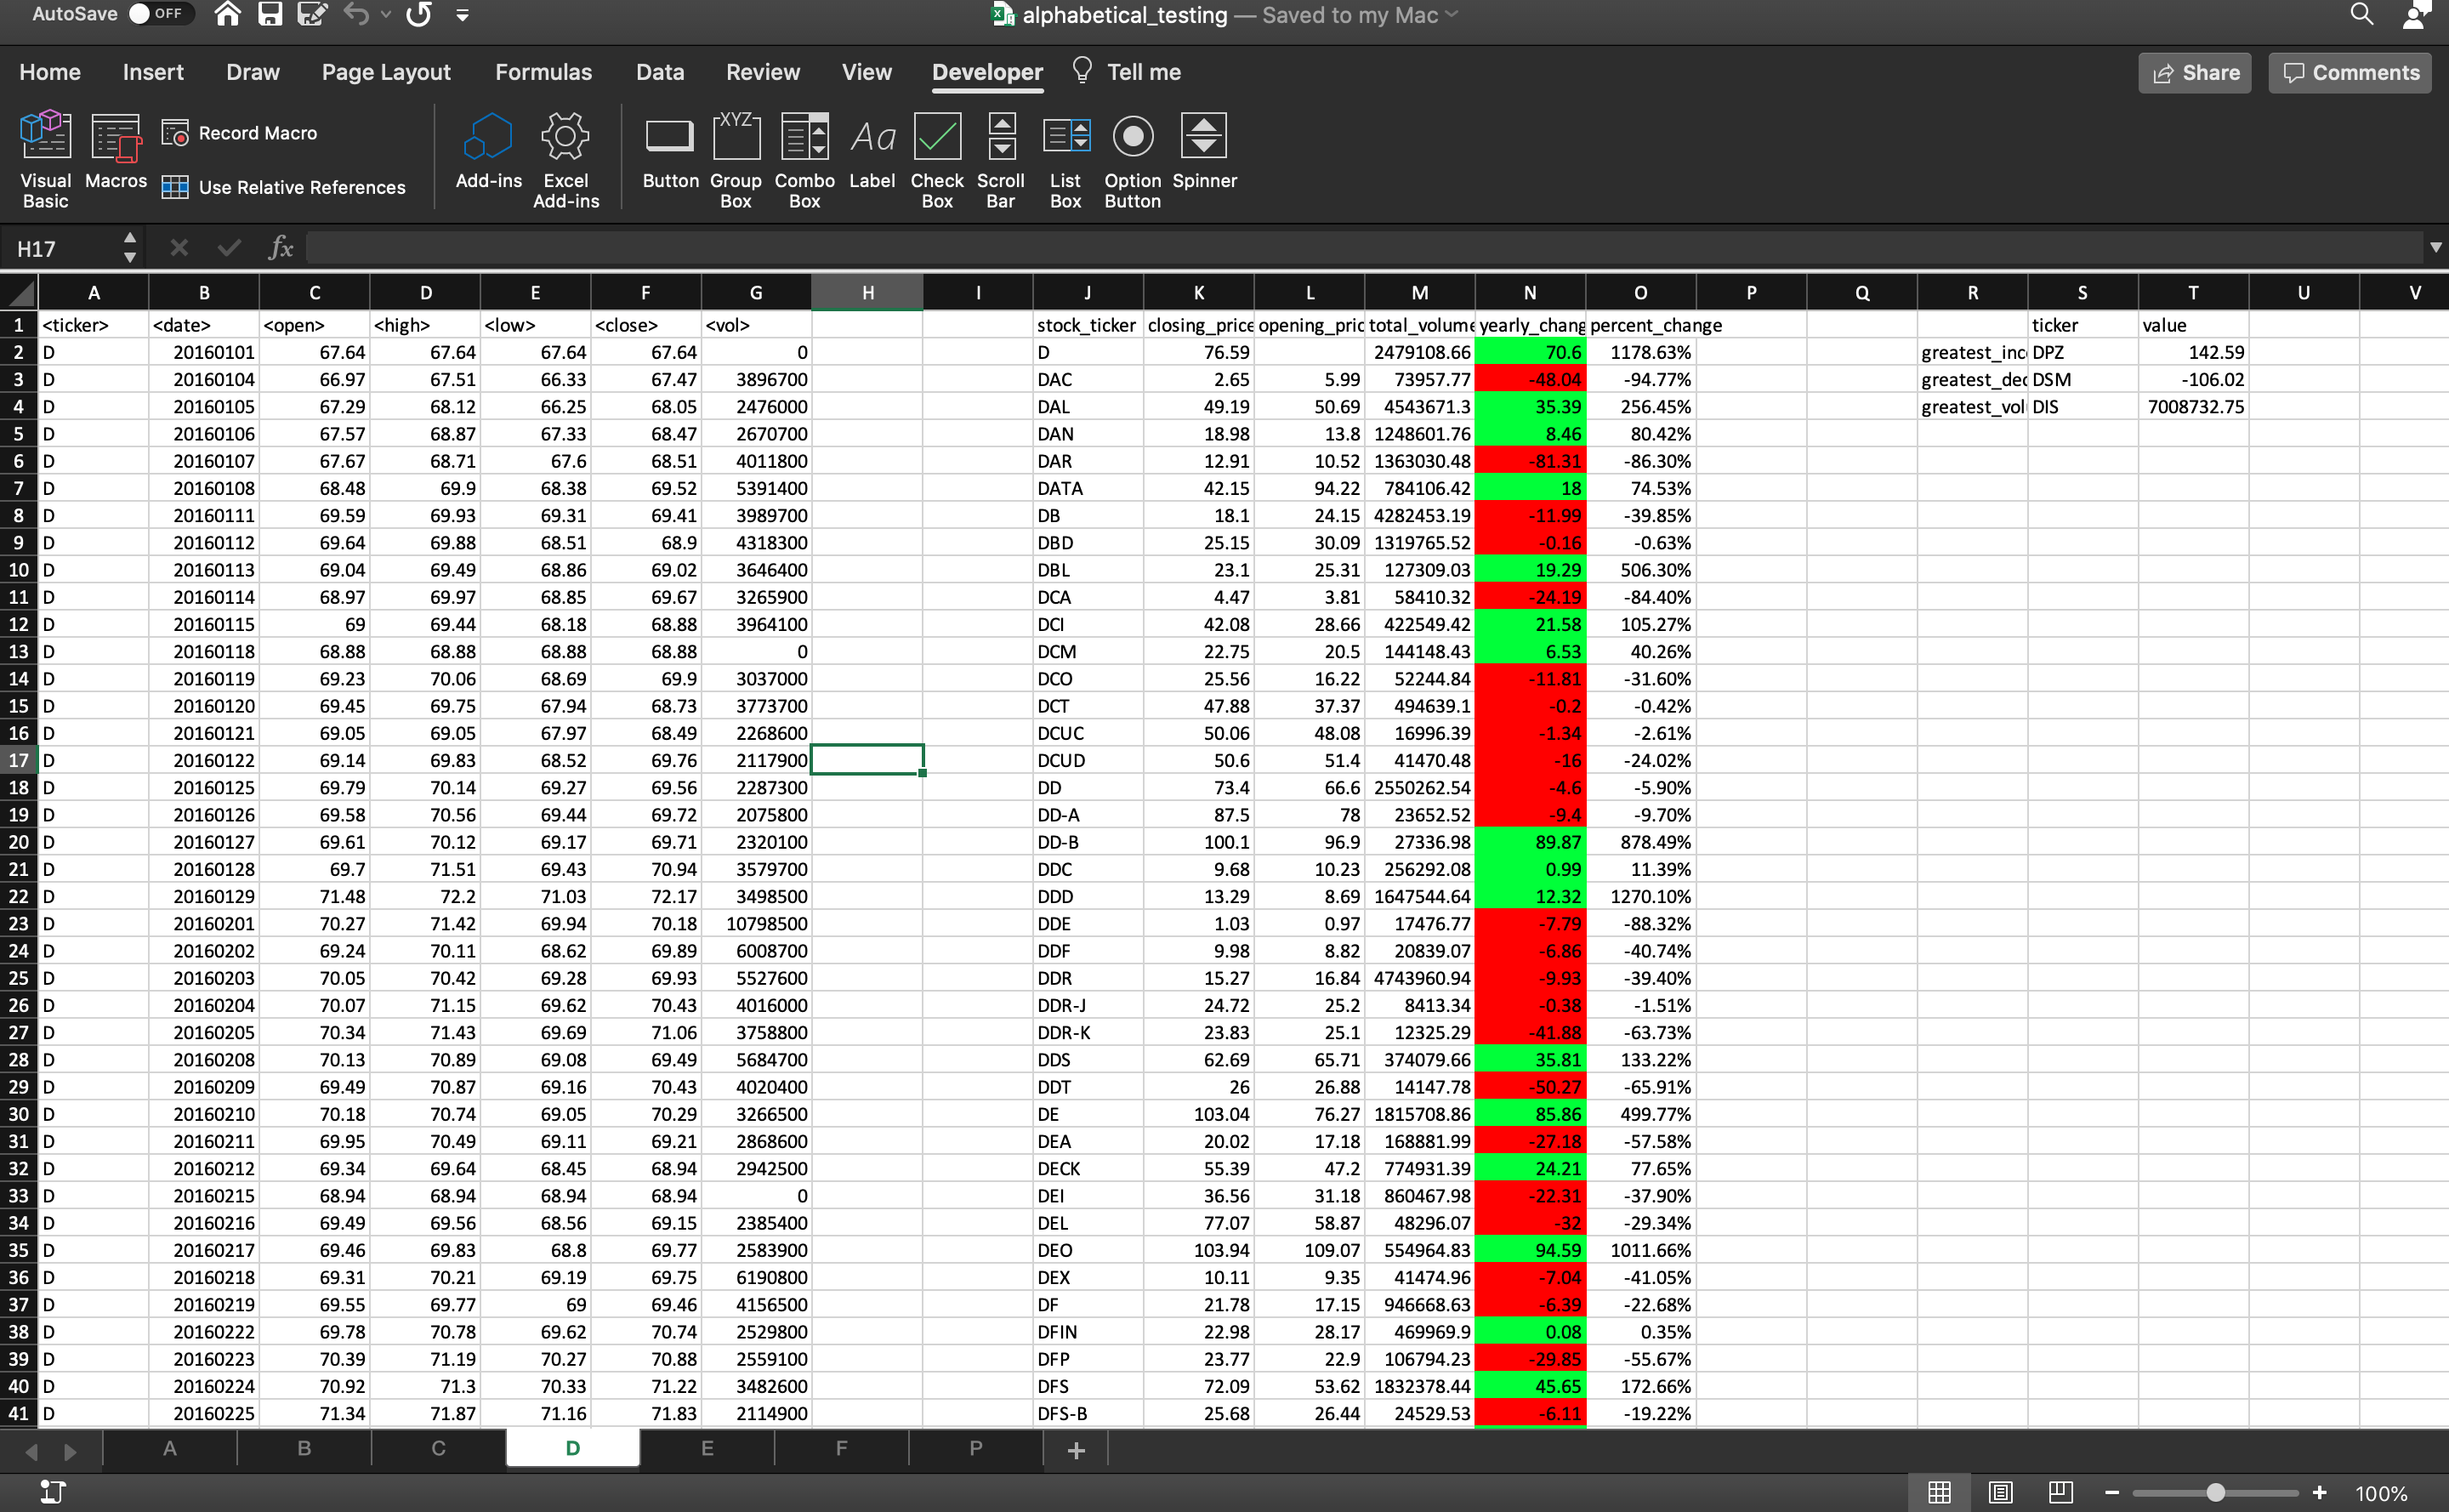 AutoSave OFF alphabetical_testing — Saved to my Mac
Home Insert Draw Page Layout Formulas Data Review View Developer Tell me Share Comments
Visual Basic Macros Record Macro Use Relative References Add-ins Excel Add-ins XYZ Button Group Box Combo Box Aa Label Check Box Scroll Bar List Box Option Button Spinner
H17 fx
A B C D E F G H I J K L M N O P Q R S T U V
1 <ticker> <date> <open> <high> <low> <close> <vol> stock_ticker closing_price opening_pric total_volume yearly_chang percent_change ticker value
2 D 20160101 67.64 67.64 67.64 67.64 0 D 76.59 2479108.66 70.6 1178.63% greatest_inc DPZ 142.59
3 D 20160104 66.97 67.51 66.33 67.47 3896700 DAC 2.65 5.99 73957.77 -48.04 -94.77% greatest_dec DSM -106.02
4 D 20160105 67.29 68.12 66.25 68.05 2476000 DAL 49.19 50.69 4543671.3 35.39 256.45% greatest_vol DIS 7008732.75
5 D 20160106 67.57 68.87 67.33 68.47 2670700 DAN 18.98 13.8 1248601.76 8.46 80.42%
6 D 20160107 67.67 68.71 67.6 68.51 4011800 DAR 12.91 10.52 1363030.48 -81.31 -86.30%
7 D 20160108 68.48 69.9 68.38 69.52 5391400 DATA 42.15 94.22 784106.42 18 74.53%
8 D 20160111 69.59 69.93 69.31 69.41 3989700 DB 18.1 24.15 4282453.19 -11.99 -39.85%
9 D 20160112 69.64 69.88 68.51 68.9 4318300 DBD 25.15 30.09 1319765.52 -0.16 -0.63%
10 D 20160113 69.04 69.49 68.86 69.02 3646400 DBL 23.1 25.31 127309.03 19.29 506.30%
11 D 20160114 68.97 69.97 68.85 69.67 3265900 DCA 4.47 3.81 58410.32 -24.19 -84.40%
12 D 20160115 69 69.44 68.18 68.88 3964100 DCI 42.08 28.66 422549.42 21.58 105.27%
13 D 20160118 68.88 68.88 68.88 68.88 0 DCM 22.75 20.5 144148.43 6.53 40.26%
14 D 20160119 69.23 70.06 68.69 69.9 3037000 DCO 25.56 16.22 52244.84 -11.81 -31.60%
15 D 20160120 69.45 69.75 67.94 68.73 3773700 DCT 47.88 37.37 494639.1 -0.2 -0.42%
16 D 20160121 69.05 69.05 67.97 68.49 2268600 DCUC 50.06 48.08 16996.39 -1.34 -2.61%
17 D 20160122 69.14 69.83 68.52 69.76 2117900 DCUD 50.6 51.4 41470.48 -16 -24.02%
18 D 20160125 69.79 70.14 69.27 69.56 2287300 DD 73.4 66.6 2550262.54 -4.6 -5.90%
19 D 20160126 69.58 70.56 69.44 69.72 2075800 DD-A 87.5 78 23652.52 -9.4 -9.70%
20 D 20160127 69.61 70.12 69.17 69.71 2320100 DD-B 100.1 96.9 27336.98 89.87 878.49%
21 D 20160128 69.7 71.51 69.43 70.94 3579700 DDC 9.68 10.23 256292.08 0.99 11.39%
22 D 20160129 71.48 72.2 71.03 72.17 3498500 DDD 13.29 8.69 1647544.64 12.32 1270.10%
23 D 20160201 70.27 71.42 69.94 70.18 10798500 DDE 1.03 0.97 17476.77 -7.79 -88.32%
24 D 20160202 69.24 70.11 68.62 69.89 6008700 DDF 9.98 8.82 20839.07 -6.86 -40.74%
25 D 20160203 70.05 70.42 69.28 69.93 5527600 DDR 15.27 16.84 4743960.94 -9.93 -39.40%
26 D 20160204 70.07 71.15 69.62 70.43 4016000 DDR-J 24.72 25.2 8413.34 -0.38 -1.51%
27 D 20160205 70.34 71.43 69.69 71.06 3758800 DDR-K 23.83 25.1 12325.29 -41.88 -63.73%
28 D 20160208 70.13 70.89 69.08 69.49 5684700 DDS 62.69 65.71 374079.66 35.81 133.22%
29 D 20160209 69.49 70.87 69.16 70.43 4020400 DDT 26 26.88 14147.78 -50.27 -65.91%
30 D 20160210 70.18 70.74 69.05 70.29 3266500 DE 103.04 76.27 1815708.86 85.86 499.77%
31 D 20160211 69.95 70.49 69.11 69.21 2868600 DEA 20.02 17.18 168881.99 -27.18 -57.58%
32 D 20160212 69.34 69.64 68.45 68.94 2942500 DECK 55.39 47.2 774931.39 24.21 77.65%
33 D 20160215 68.94 68.94 68.94 68.94 0 DEI 36.56 31.18 860467.98 -22.31 -37.90%
34 D 20160216 69.49 69.56 68.56 69.15 2385400 DEL 77.07 58.87 48296.07 -32 -29.34%
35 D 20160217 69.46 69.83 68.8 69.77 2583900 DEO 103.94 109.07 554964.83 94.59 1011.66%
36 D 20160218 69.31 70.21 69.19 69.75 6190800 DEX 10.11 9.35 41474.96 -7.04 -41.05%
37 D 20160219 69.55 69.77 69 69.46 4156500 DF 21.78 17.15 946668.63 -6.39 -22.68%
38 D 20160222 69.78 70.78 69.62 70.74 2529800 DFIN 22.98 28.17 469969.9 0.08 0.35%
39 D 20160223 70.39 71.19 70.27 70.88 2559100 DFP 23.77 22.9 106794.23 -29.85 -55.67%
40 D 20160224 70.92 71.3 70.33 71.22 3482600 DFS 72.09 53.62 1832378.44 45.65 172.66%
41 D 20160225 71.34 71.87 71.16 71.83 2114900 DFS-B 25.68 26.44 24529.53 -6.11 -19.22%
A B C D E F P +
100%